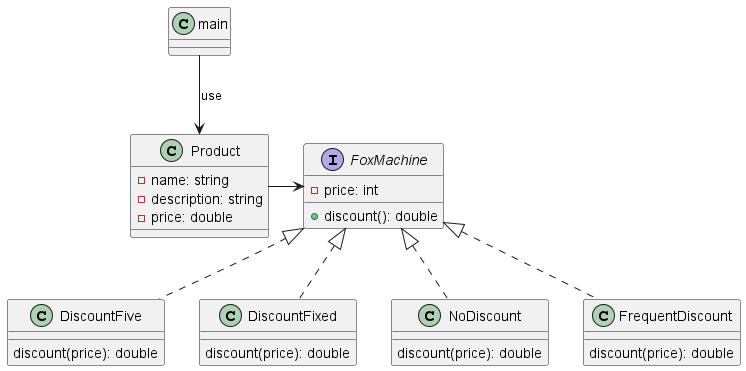 C main
use
C Product
name: string
description: string
price: double
I FoxMachine
price: int
discount(): double
C DiscountFive
discount(price): double
C DiscountFixed
discount(price): double
C NoDiscount
discount(price): double
C FrequentDiscount
discount(price): double